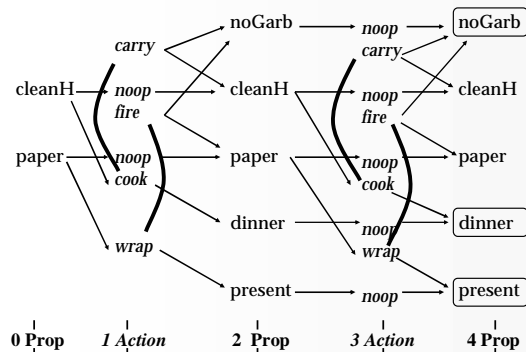 noGarb noop noGarb
carry carry
cleanH noop cleanH noop cleanH
fire fire
paper noop paper noop paper
cook cook
dinner noop dinner
wrap wrap
present noop present
0 Prop 1 Action 2 Prop 3 Action 4 Prop